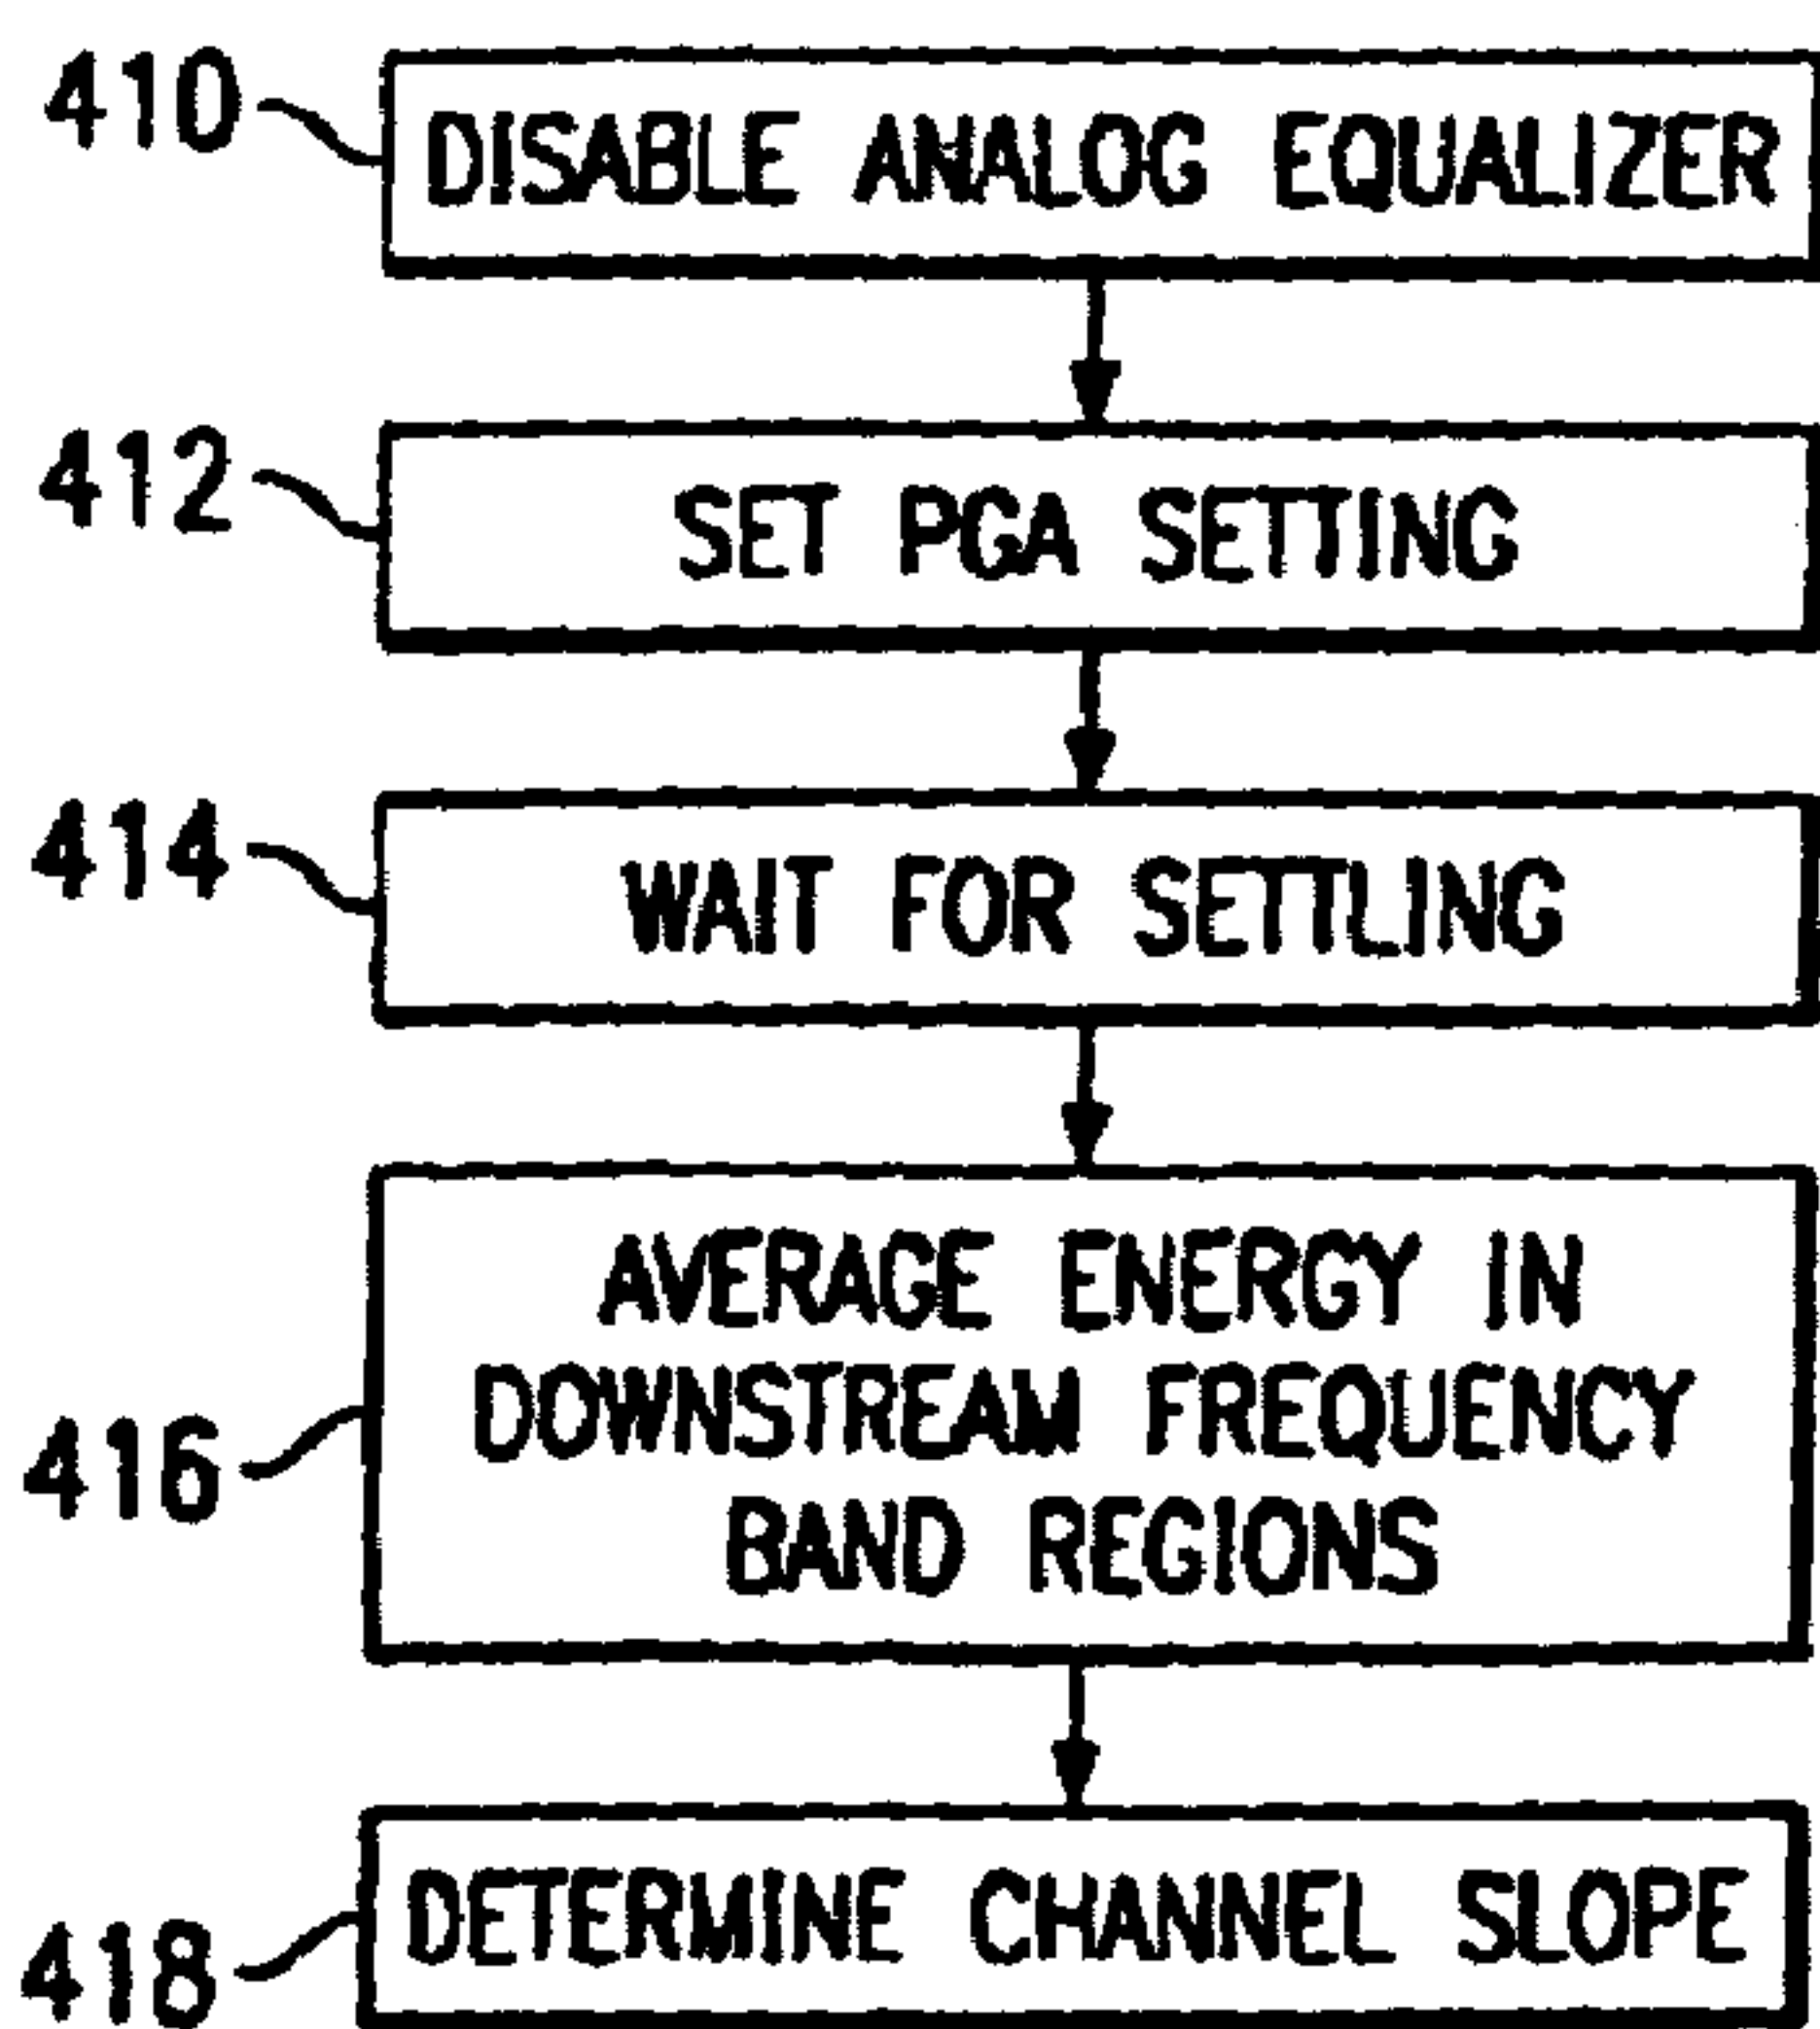 410
DISABLE ANALOG EQUALIZER
412
SET PGA SETTING
414
WAIT FOR SETTLING
416
AVERAGE ENERGY IN
DOWNSTREAM FREQUENCY
BAND REGIONS
418
DETERMINE CHANNEL SLOPE